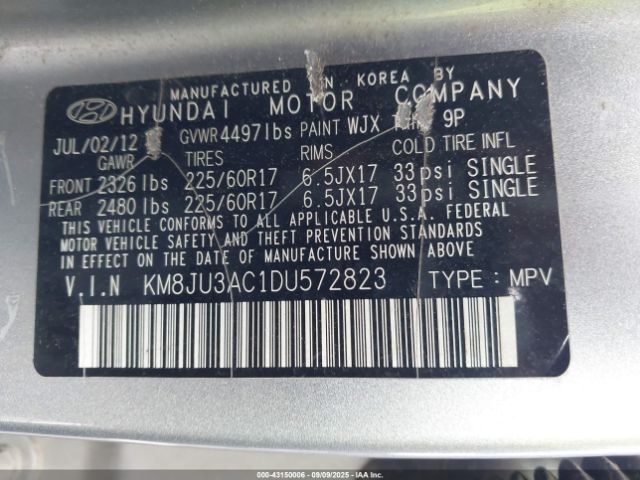 MANUFACTURED IN KOREA BY
HYUNDAI MOTOR COMPANY
JUL/02/12 GVWR 4497 lbs PAINT WJX 9P
GAWR TIRES RIMS COLD TIRE INFL
FRONT 2326 lbs 225/60R17 6.5JX17 33 psi SINGLE
REAR 2480 lbs 225/60R17 6.5JX17 33 psi SINGLE
THIS VEHICLE CONFORMS TO ALL APPLICABLE U.S.A. FEDERAL
MOTOR VEHICLE SAFETY AND THEFT PREVENTION STANDARDS
IN EFFECT ON THE DATE OF MANUFACTURE SHOWN ABOVE.
V.I.N KM8JU3AC1DU572823 TYPE : MPV
000-43150006 - 09/09/2025 - IAAI.com